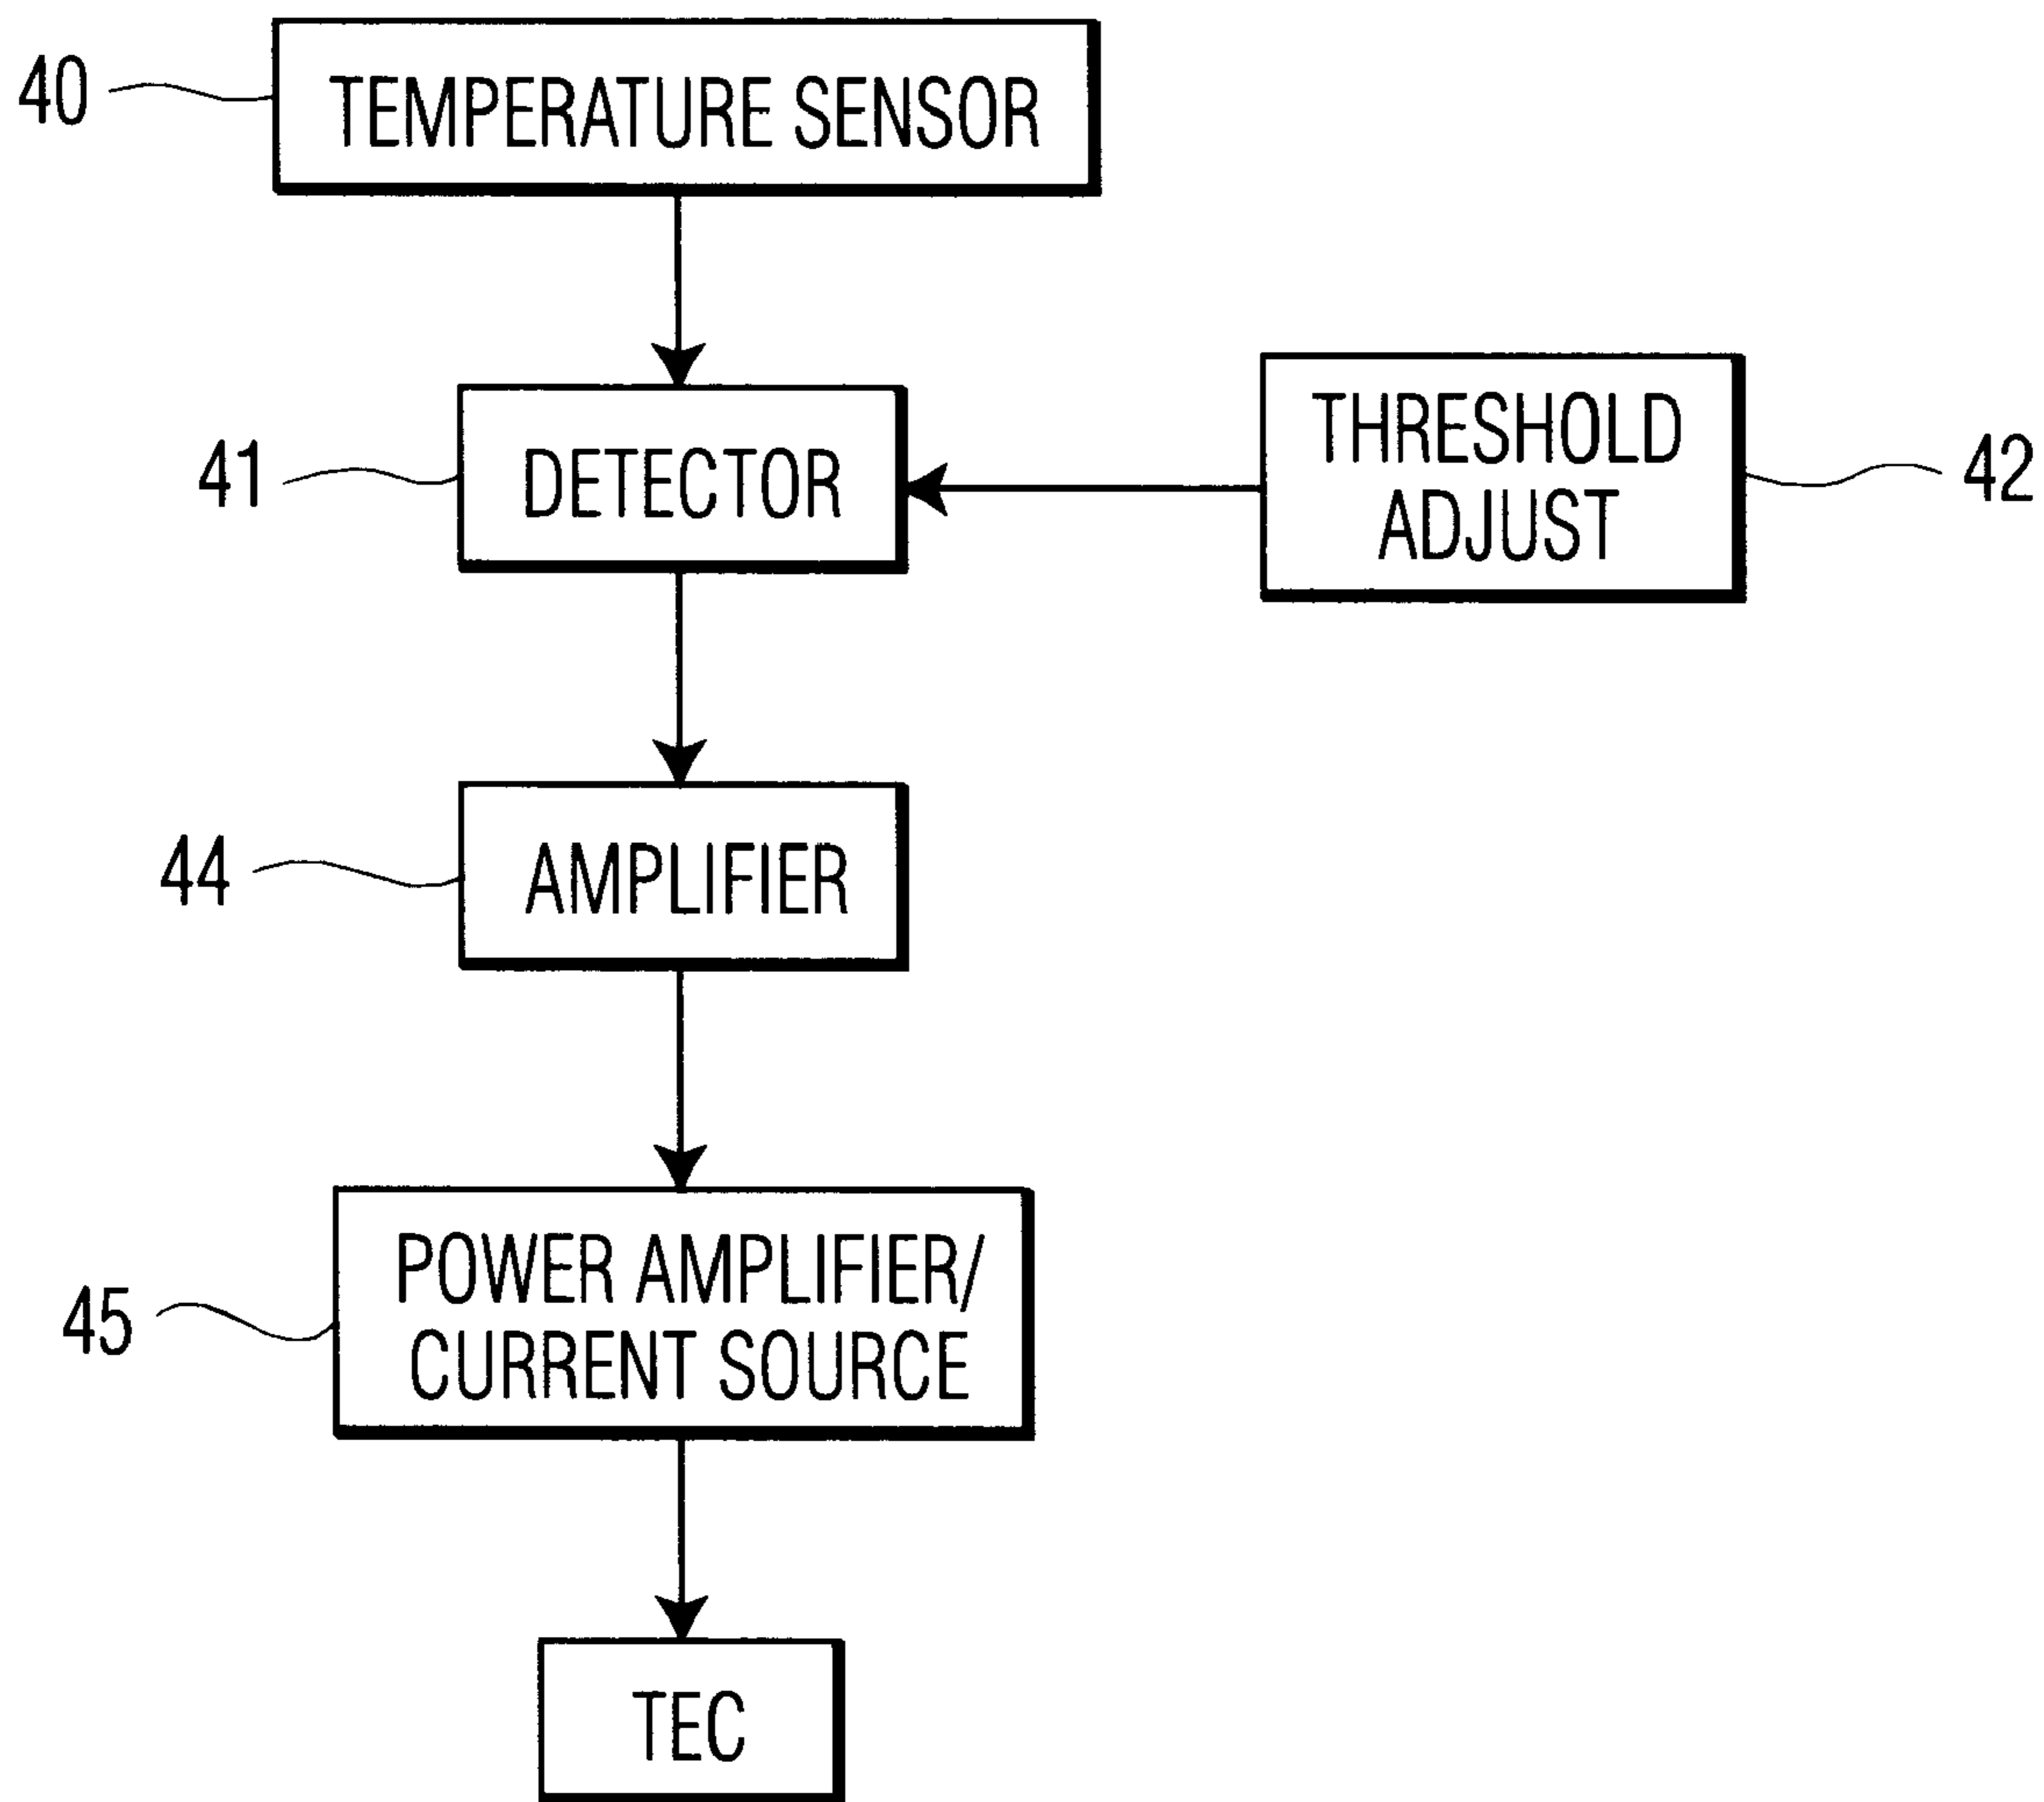 40
TEMPERATURE SENSOR
41
DETECTOR
THRESHOLD
ADJUST
42
44
AMPLIFIER
45
POWER AMPLIFIER/
CURRENT SOURCE
TEC